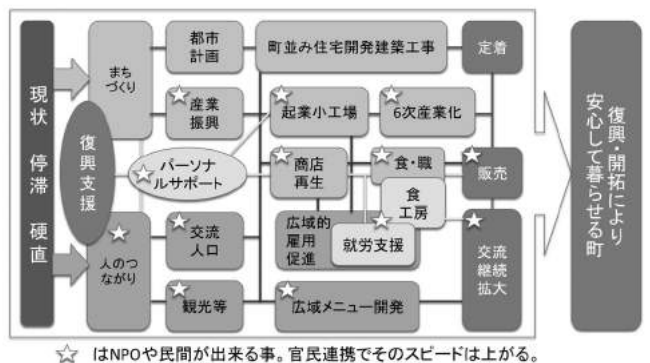 現状 停滞 硬直
復興支援
まち
づくり
都市
計画
町並み住宅開発建築工事
定着
産業
振興
起業小工場
6次産業化
パーソナ
ルサポート
商店
再生
食・職
販売
食
工房
広域的
雇用
促進
就労支援
人のつ
ながり
交流
人口
交流
継続
拡大
観光等
広域メニュー開発
復興・開拓により
安心して暮らせる町
はNPOや民間が出来る事。官民連携でそのスピードは上がる。